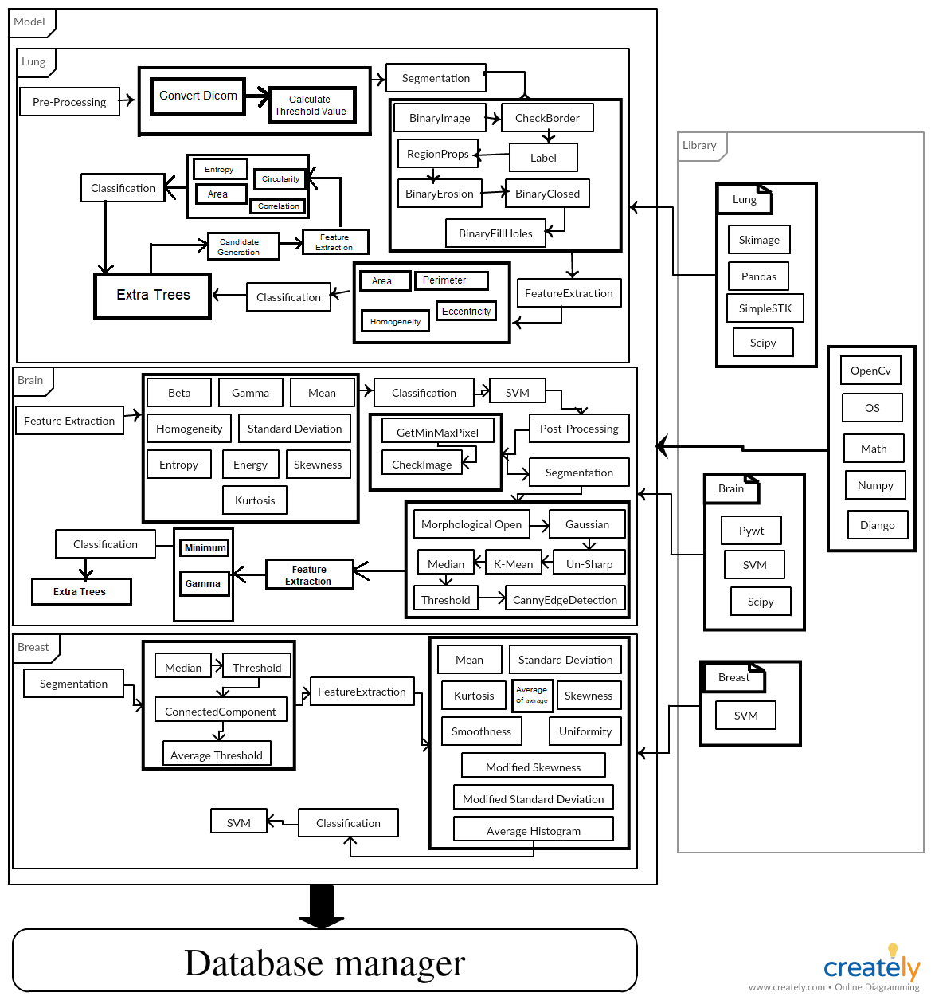 Model
Lung
Pre-Processing
Convert Dicom
Calculate
Threshold Value
Segmentation
BinaryImage
CheckBorder
RegionProps
Label
BinaryErosion
BinaryClosed
BinaryFillHoles
Classification
Entropy
Circularity
Area
Correlation
Candidate
Generation
Feature
Extraction
Extra Trees
Classification
Area
Perimeter
Eccentricity
Homogeneity
FeatureExtraction
Brain
Feature Extraction
Beta
Gamma
Mean
Homogeneity
Standard Deviation
Entropy
Energy
Skewness
Kurtosis
Classification
SVM
Post-Processing
GetMinMaxPixel
CheckImage
Segmentation
Morphological Open
Gaussian
Median
K-Mean
Un-Sharp
Threshold
CannyEdgeDetection
Feature
Extraction
Minimum
Gamma
Classification
Extra Trees
Breast
Segmentation
Median
Threshold
ConnectedComponent
Average Threshold
FeatureExtraction
Mean
Standard Deviation
Kurtosis
Average
of average
Skewness
Smoothness
Uniformity
Modified Skewness
Modified Standard Deviation
Average Histogram
Classification
SVM
Library
Lung
Skimage
Pandas
SimpleSTK
Scipy
OpenCv
OS
Math
Numpy
Django
Brain
Pywt
SVM
Scipy
Breast
SVM
Database manager
creately
www.creately.com • Online Diagramming